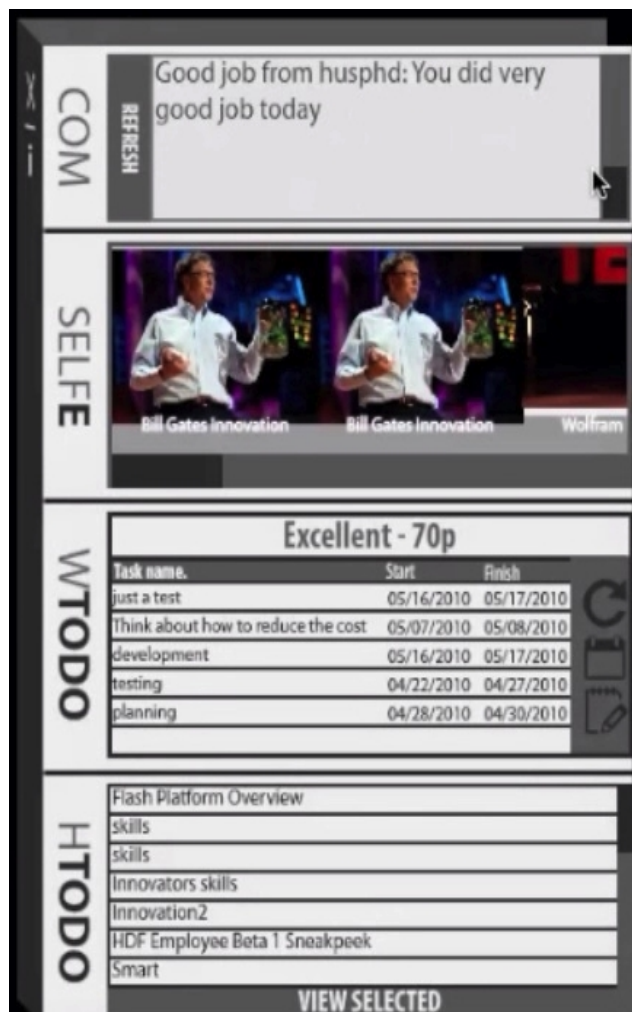 COM
REFRESH
Good job from husphd: You did very
good job today
SELFE
Bill Gates Innovation
Bill Gates Innovation
Wolfram
WTODO
Excellent - 70p
Task name. Start Finish
just a test 05/16/2010 05/17/2010
Think about how to reduce the cost 05/07/2010 05/08/2010
development 05/16/2010 05/17/2010
testing 04/22/2010 04/27/2010
planning 04/28/2010 04/30/2010
HTODO
Flash Platform Overview
skills
skills
Innovators skills
Innovation2
HDF Employee Beta 1 Sneakpeek
Smart
VIEW SELECTED